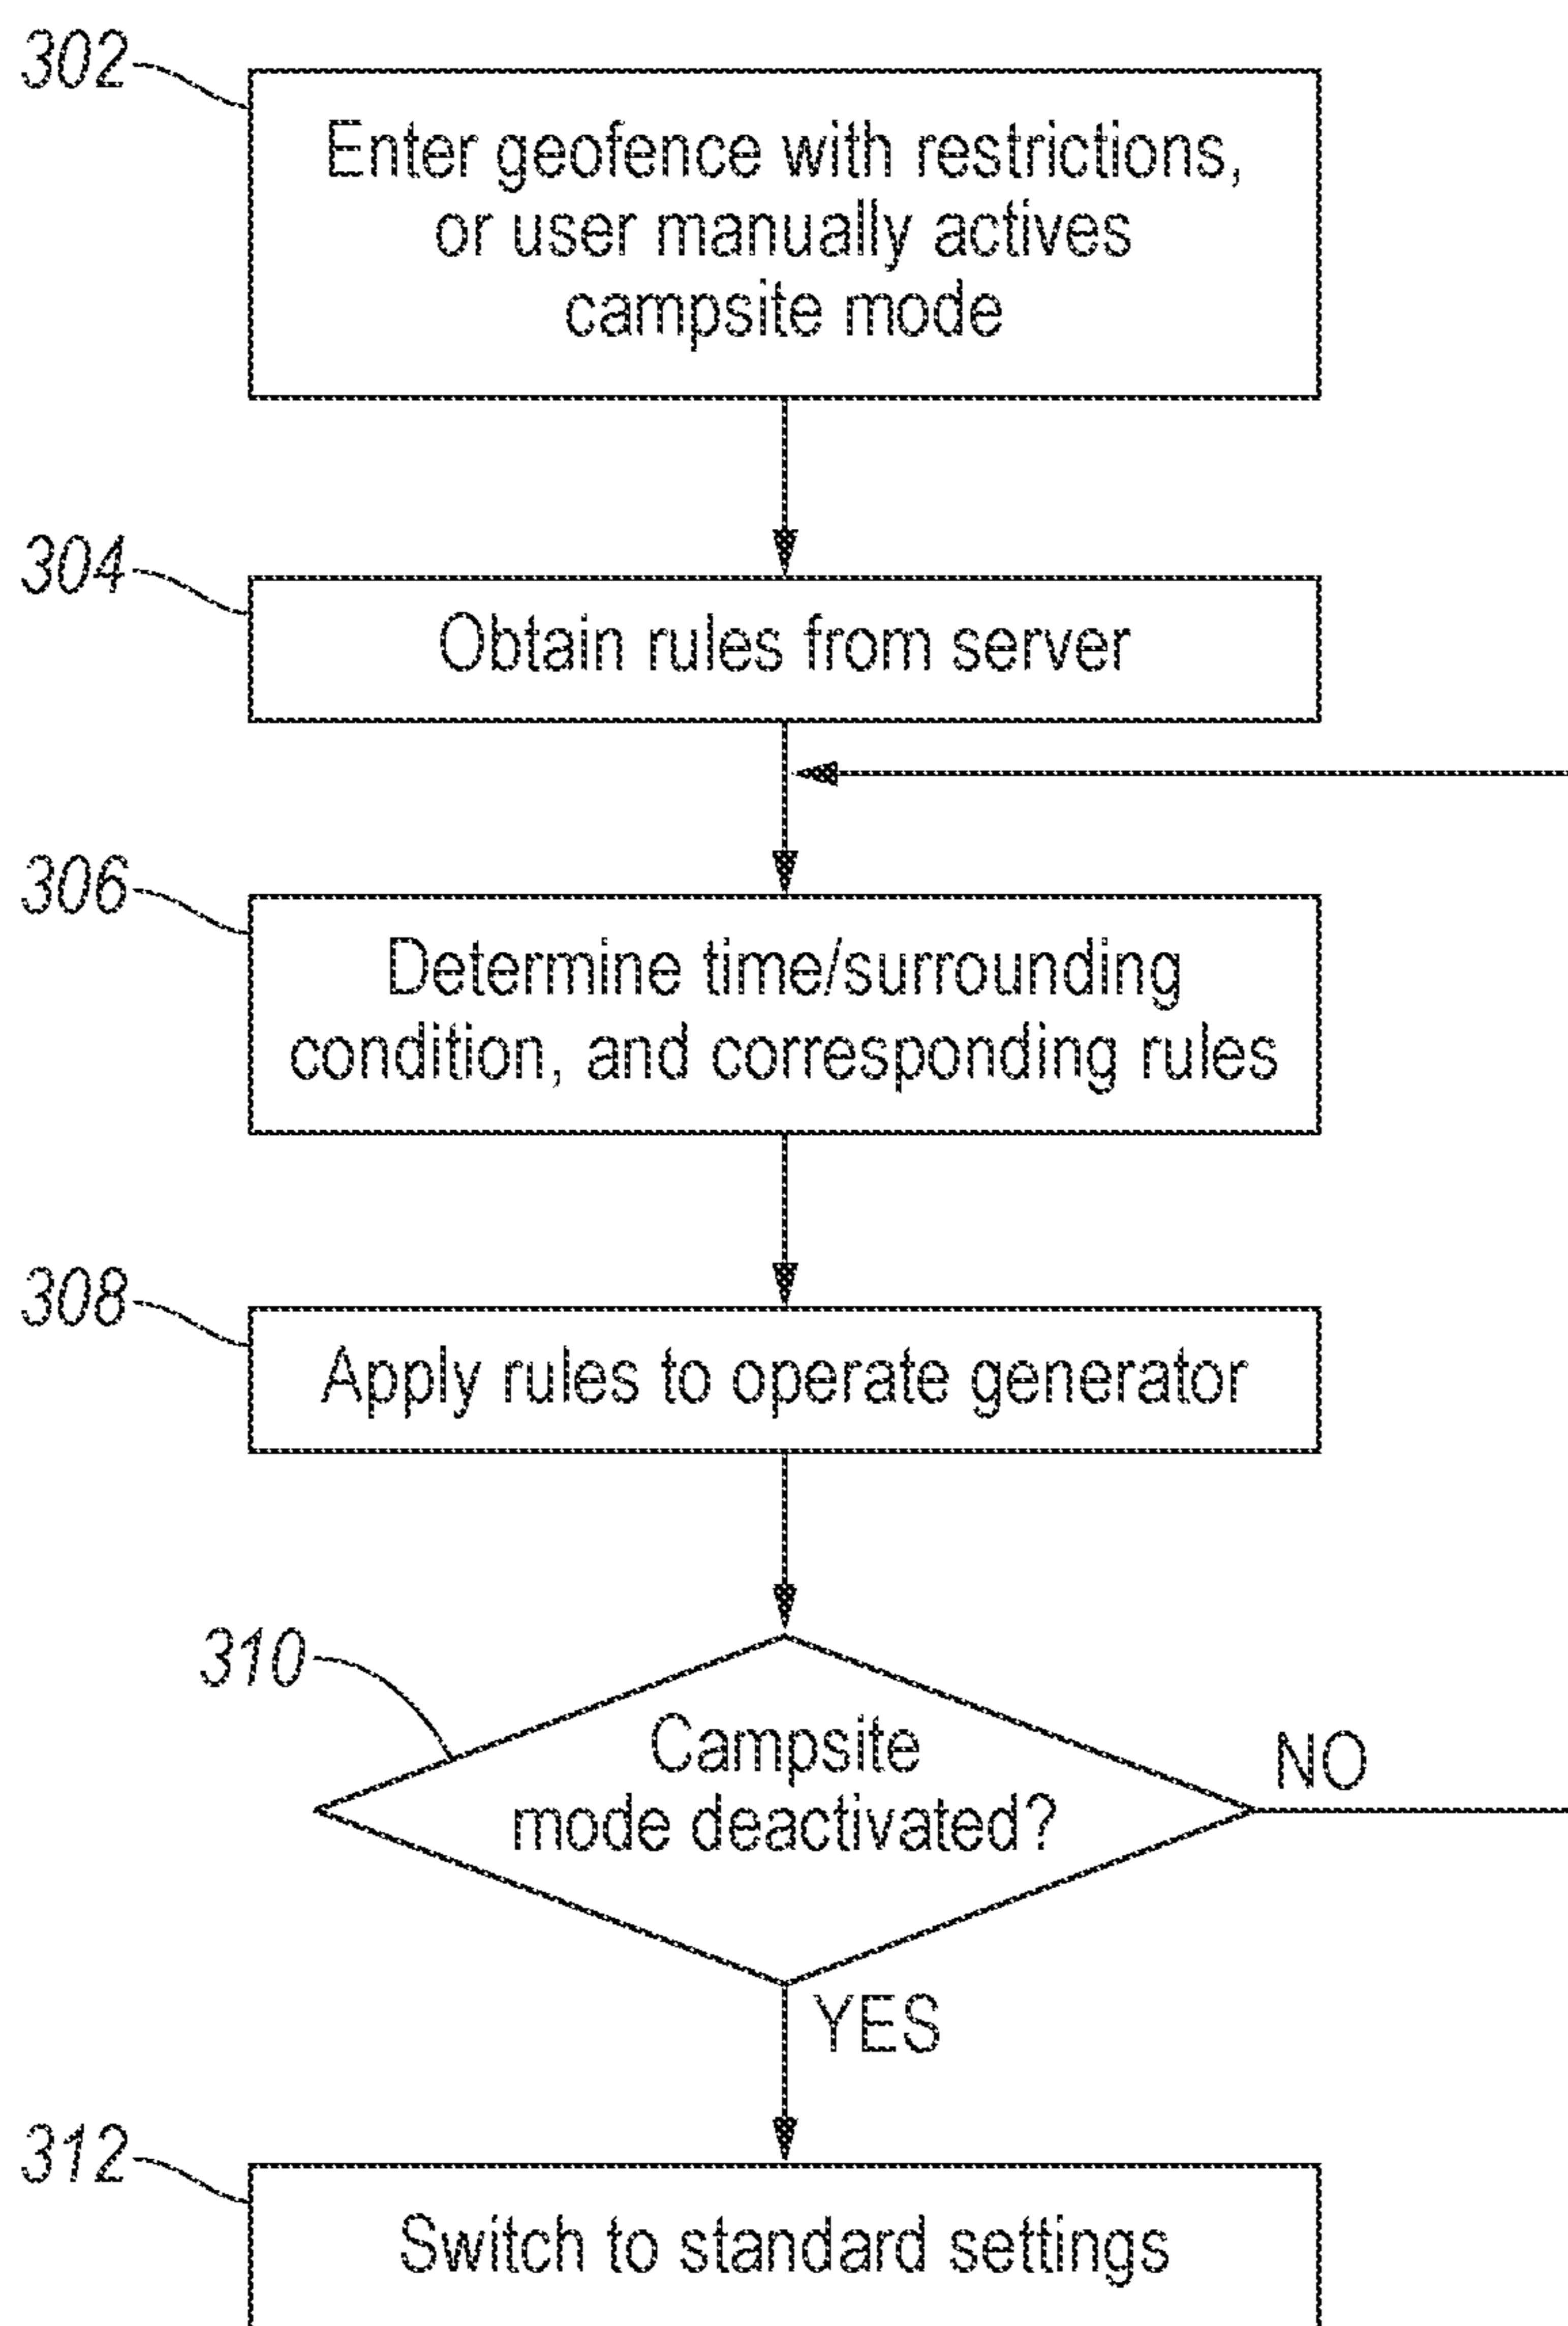 302
Enter geofence with restrictions,
or user manually actives
campsite mode
304
Obtain rules from server
306
Determine time/surrounding
condition, and corresponding rules
308
Apply rules to operate generator
310
Campsite
mode deactivated?
NO
YES
312
Switch to standard settings